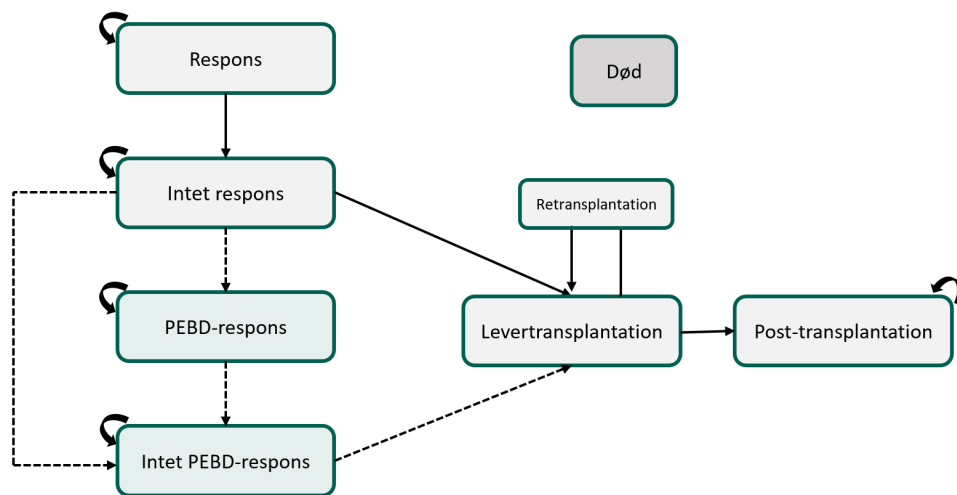 Respons
Død
Intet respons
Retransplantation
PEBD-respons
Levertransplantation
Post-transplantation
Intet PEBD-respons